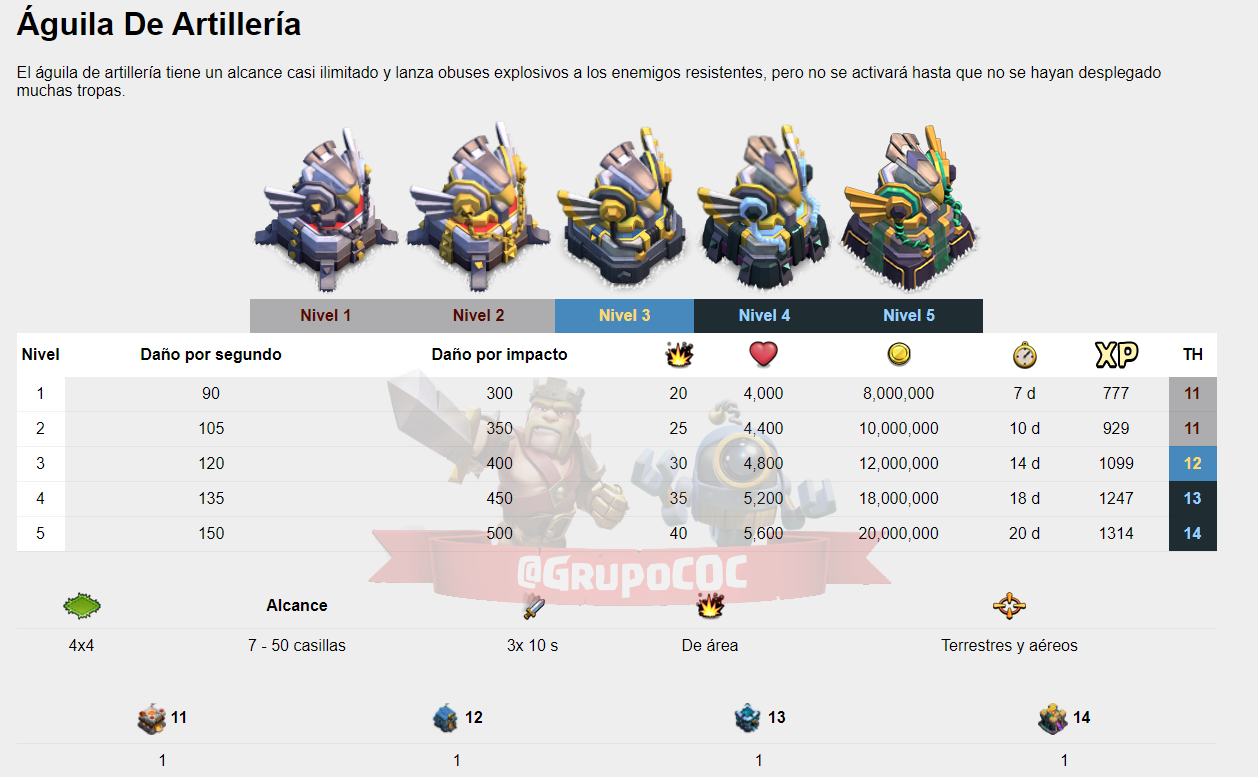 Águila De Artillería
El águila de artillería tiene un alcance casi ilimitado y lanza obuses explosivos a los enemigos resistentes, pero no se activará hasta que no se hayan desplegado
muchas tropas.
Nivel 1 Nivel 2 Nivel 3 Nivel 4 Nivel 5
Nivel Daño por segundo Daño por impacto XP TH
1 90 300 20 4,000 8,000,000 7 d 777 11
2 105 350 25 4,400 10,000,000 10 d 929 11
3 120 400 30 4,800 12,000,000 14 d 1099 12
4 135 450 35 5,200 18,000,000 18 d 1247 13
5 150 500 40 5,600 20,000,000 20 d 1314 14
@GrupoCOC
Alcance
4x4 7 - 50 casillas 3x 10 s De área Terrestres y aéreos
11 12 13 14
1 1 1 1